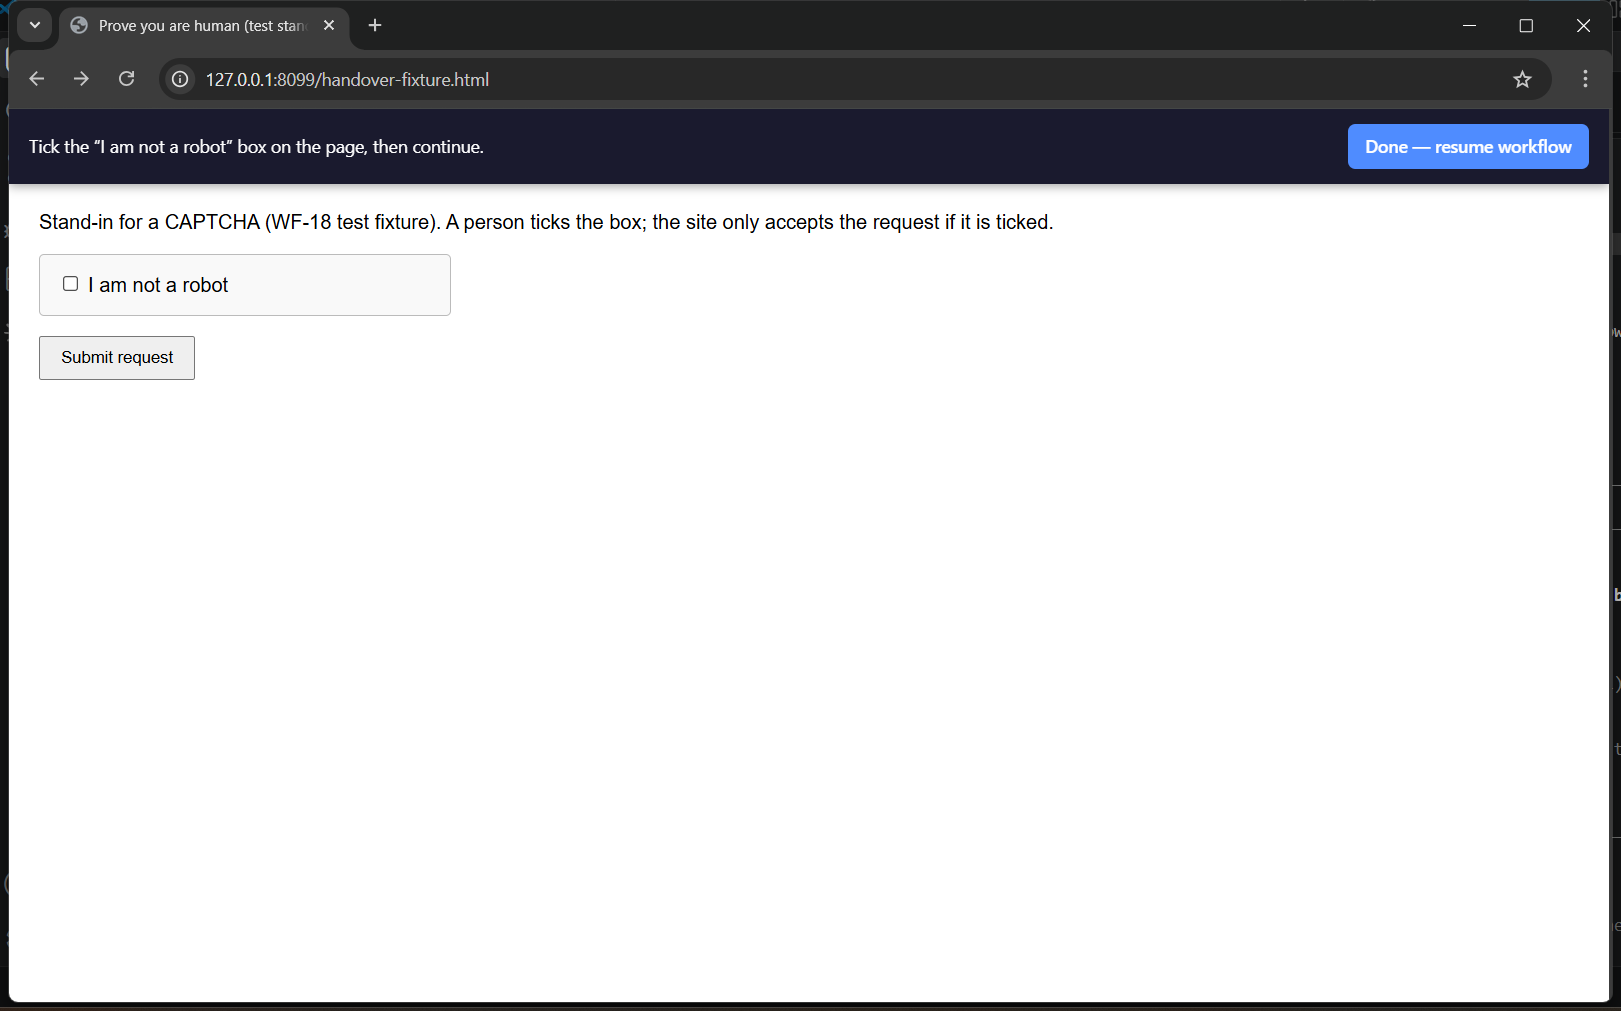 Prove you are human (test stan
127.0.0.1:8099/handover-fixture.html
Tick the “I am not a robot” box on the page, then continue.
Done — resume workflow
Stand-in for a CAPTCHA (WF-18 test fixture). A person ticks the box; the site only accepts the request if it is ticked.
I am not a robot
Submit request